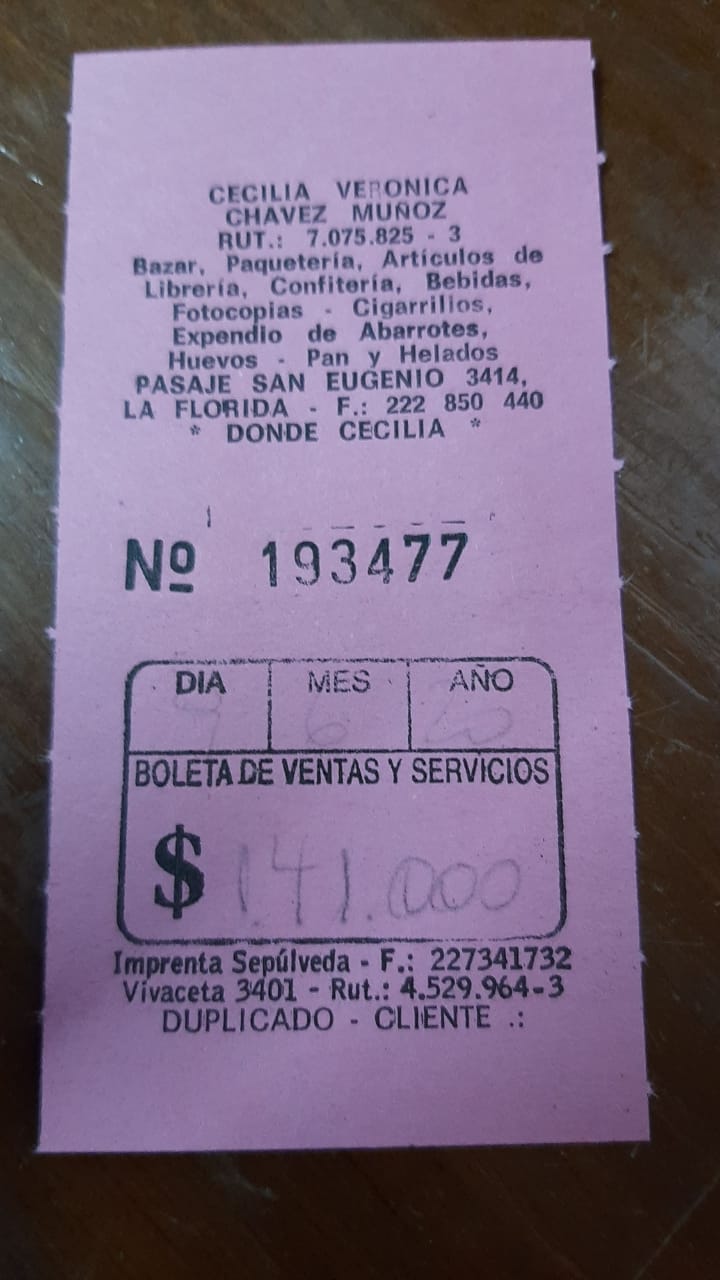 CECILIA VERONICA
CHAVEZ MUÑOZ
RUT.: 7.075.825 - 3
Bazar, Paquetería, Artículos de
Librería, Confitería, Bebidas,
Fotocopias - Cigarrillos,
Expendio de Abarrotes,
Huevos - Pan y Helados
PASAJE SAN EUGENIO 3414,
LA FLORIDA - F.: 222 850 440
* DONDE CECILIA *
Nº 193477
DIA MES AÑO
9 6 20
BOLETA DE VENTAS Y SERVICIOS
$ 141.000
Imprenta Sepúlveda - F.: 227341732
Vivaceta 3401 - Rut.: 4.529.964-3
DUPLICADO - CLIENTE .: